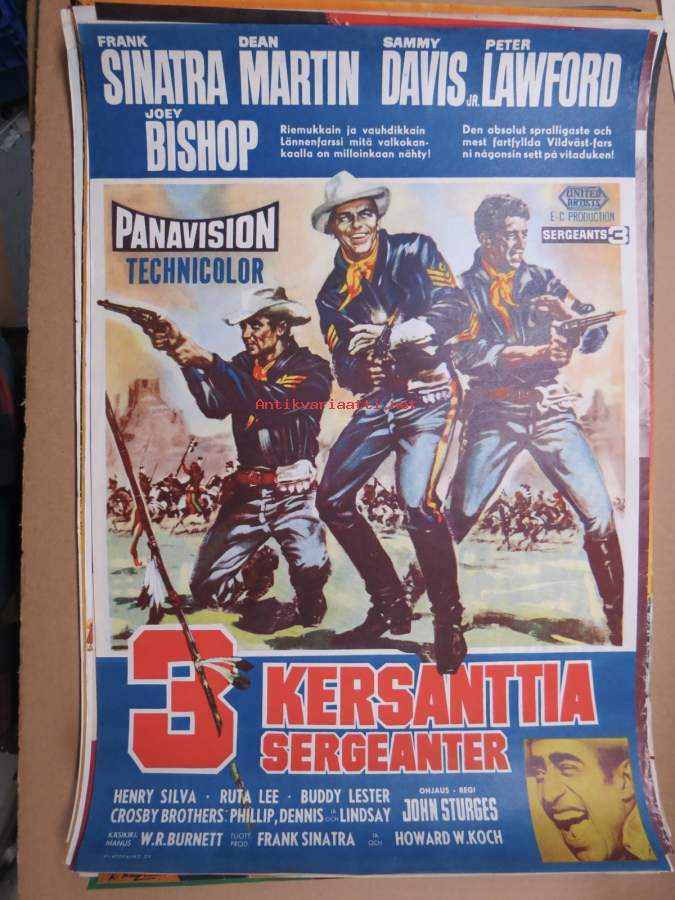 FRANK SINATRA
DEAN MARTIN
SAMMY DAVIS JR.
PETER LAWFORD
JOEY BISHOP
Riemukkain ja vauhdikkain
Lännenfarssi mitä valkokan-
kaalla on milloinkaan nähty!
Den absolut spralligaste och
mest fartfyllda Vildväst-fars
ni någonsin sett på vitaduken!
PANAVISION
TECHNICOLOR
UNITED
ARTISTS
E-C PRODUCTION
SERGEANTS-3
Antikvariaatti.net
3 KERSANTTIA
SERGEANTER
HENRY SILVA · RUTA LEE · BUDDY LESTER
CROSBY BROTHERS: PHILLIP, DENNIS JA OCH LINDSAY
OHJAUS - REGI
JOHN STURGES
KÄSIKIRJ. MANUS W.R. BURNETT TUOTT. PROD. FRANK SINATRA JA OCH HOWARD W. KOCH